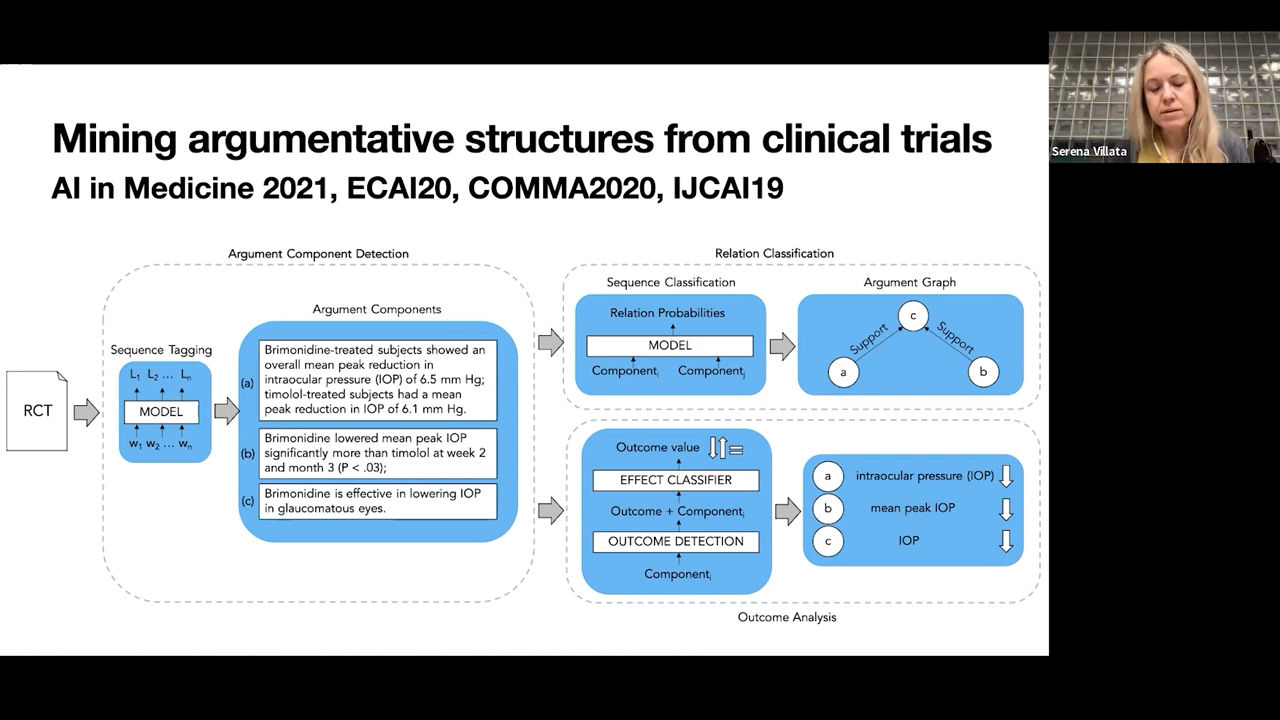 Mining argumentative structures from clinical trials
AI in Medicine 2021, ECAI20, COMMA2020, IJCAI19
Serena Villata
Argument Component Detection
Argument Components
Sequence Tagging
RCT
L₁ L₂ ... Lₙ
MODEL
w₁ w₂ ... wₙ
(a)
Brimonidine-treated subjects showed an
overall mean peak reduction in
intraocular pressure (IOP) of 6.5 mm Hg;
timolol-treated subjects had a mean
peak reduction in IOP of 6.1 mm Hg.
(b)
Brimonidine lowered mean peak IOP
significantly more than timolol at week 2
and month 3 (P < .03);
(c)
Brimonidine is effective in lowering IOP
in glaucomatous eyes.
Relation Classification
Sequence Classification
Relation Probabilities
MODEL
Componentᵢ Componentⱼ
Argument Graph
c
Support Support
a b
Outcome value
EFFECT CLASSIFIER
Outcome + Componentᵢ
OUTCOME DETECTION
Componentᵢ
a intraocular pressure (IOP)
b mean peak IOP
c IOP
Outcome Analysis